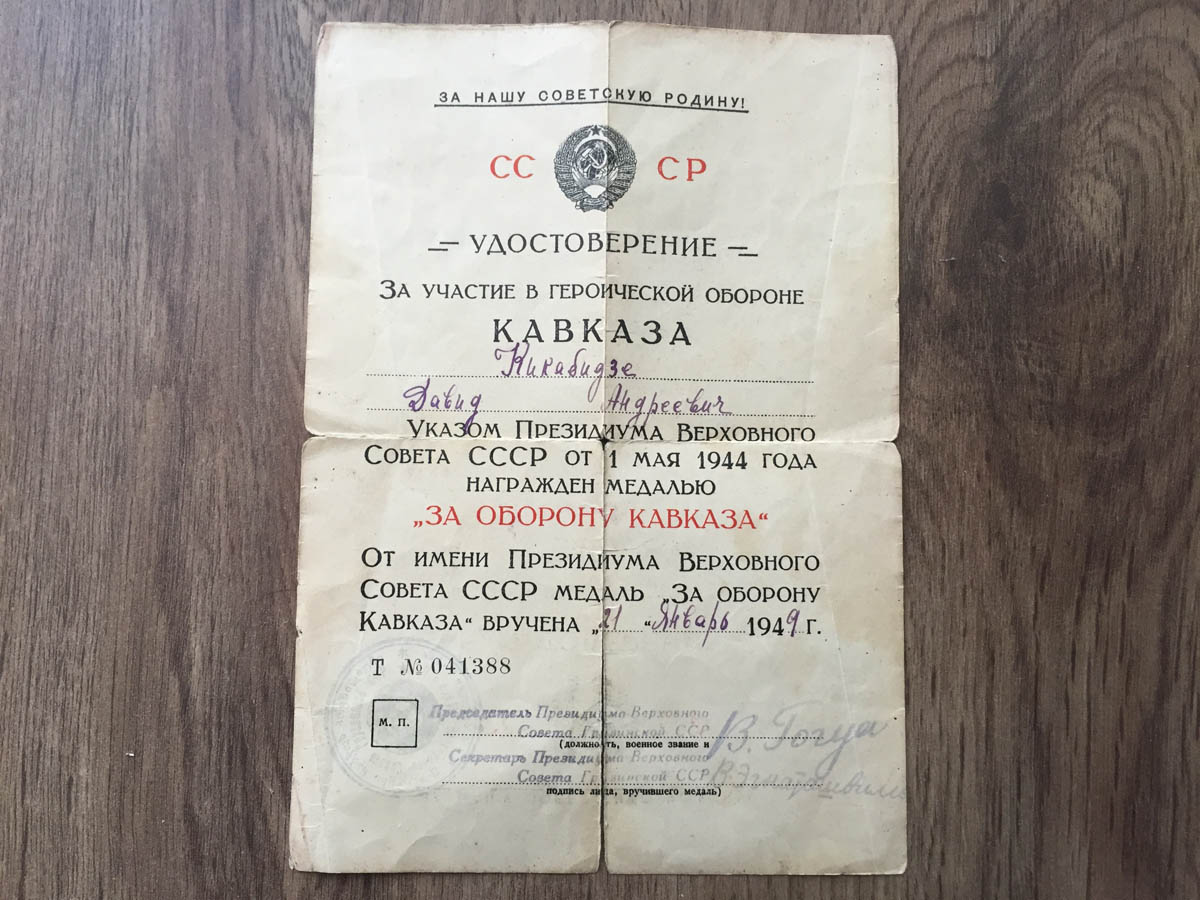 ЗА НАШУ СОВЕТСКУЮ РОДИНУ!
СС СР
УДОСТОВЕРЕНИЕ
ЗА УЧАСТИЕ В ГЕРОИЧЕСКОЙ ОБОРОНЕ
КАВКАЗА
Кикабидзе
Давид Андреевич
УКАЗОМ ПРЕЗИДИУМА ВЕРХОВНОГО
СОВЕТА СССР ОТ 1 МАЯ 1944 ГОДА
НАГРАЖДЕН МЕДАЛЬЮ
„ЗА ОБОРОНУ КАВКАЗА“
ОТ ИМЕНИ ПРЕЗИДИУМА ВЕРХОВНОГО
СОВЕТА СССР МЕДАЛЬ „ЗА ОБОРОНУ
КАВКАЗА“ ВРУЧЕНА „21“ Январь 1949 г.
Т № 041388
М. П.
Председатель Президиума Верховного
Совета Грузинской ССР В. Гогуа
(должность, военное звание и
Секретарь Президиума Верховного
Совета Грузинской ССР В. Эгнаташвили
подпись лица, вручившего медаль)